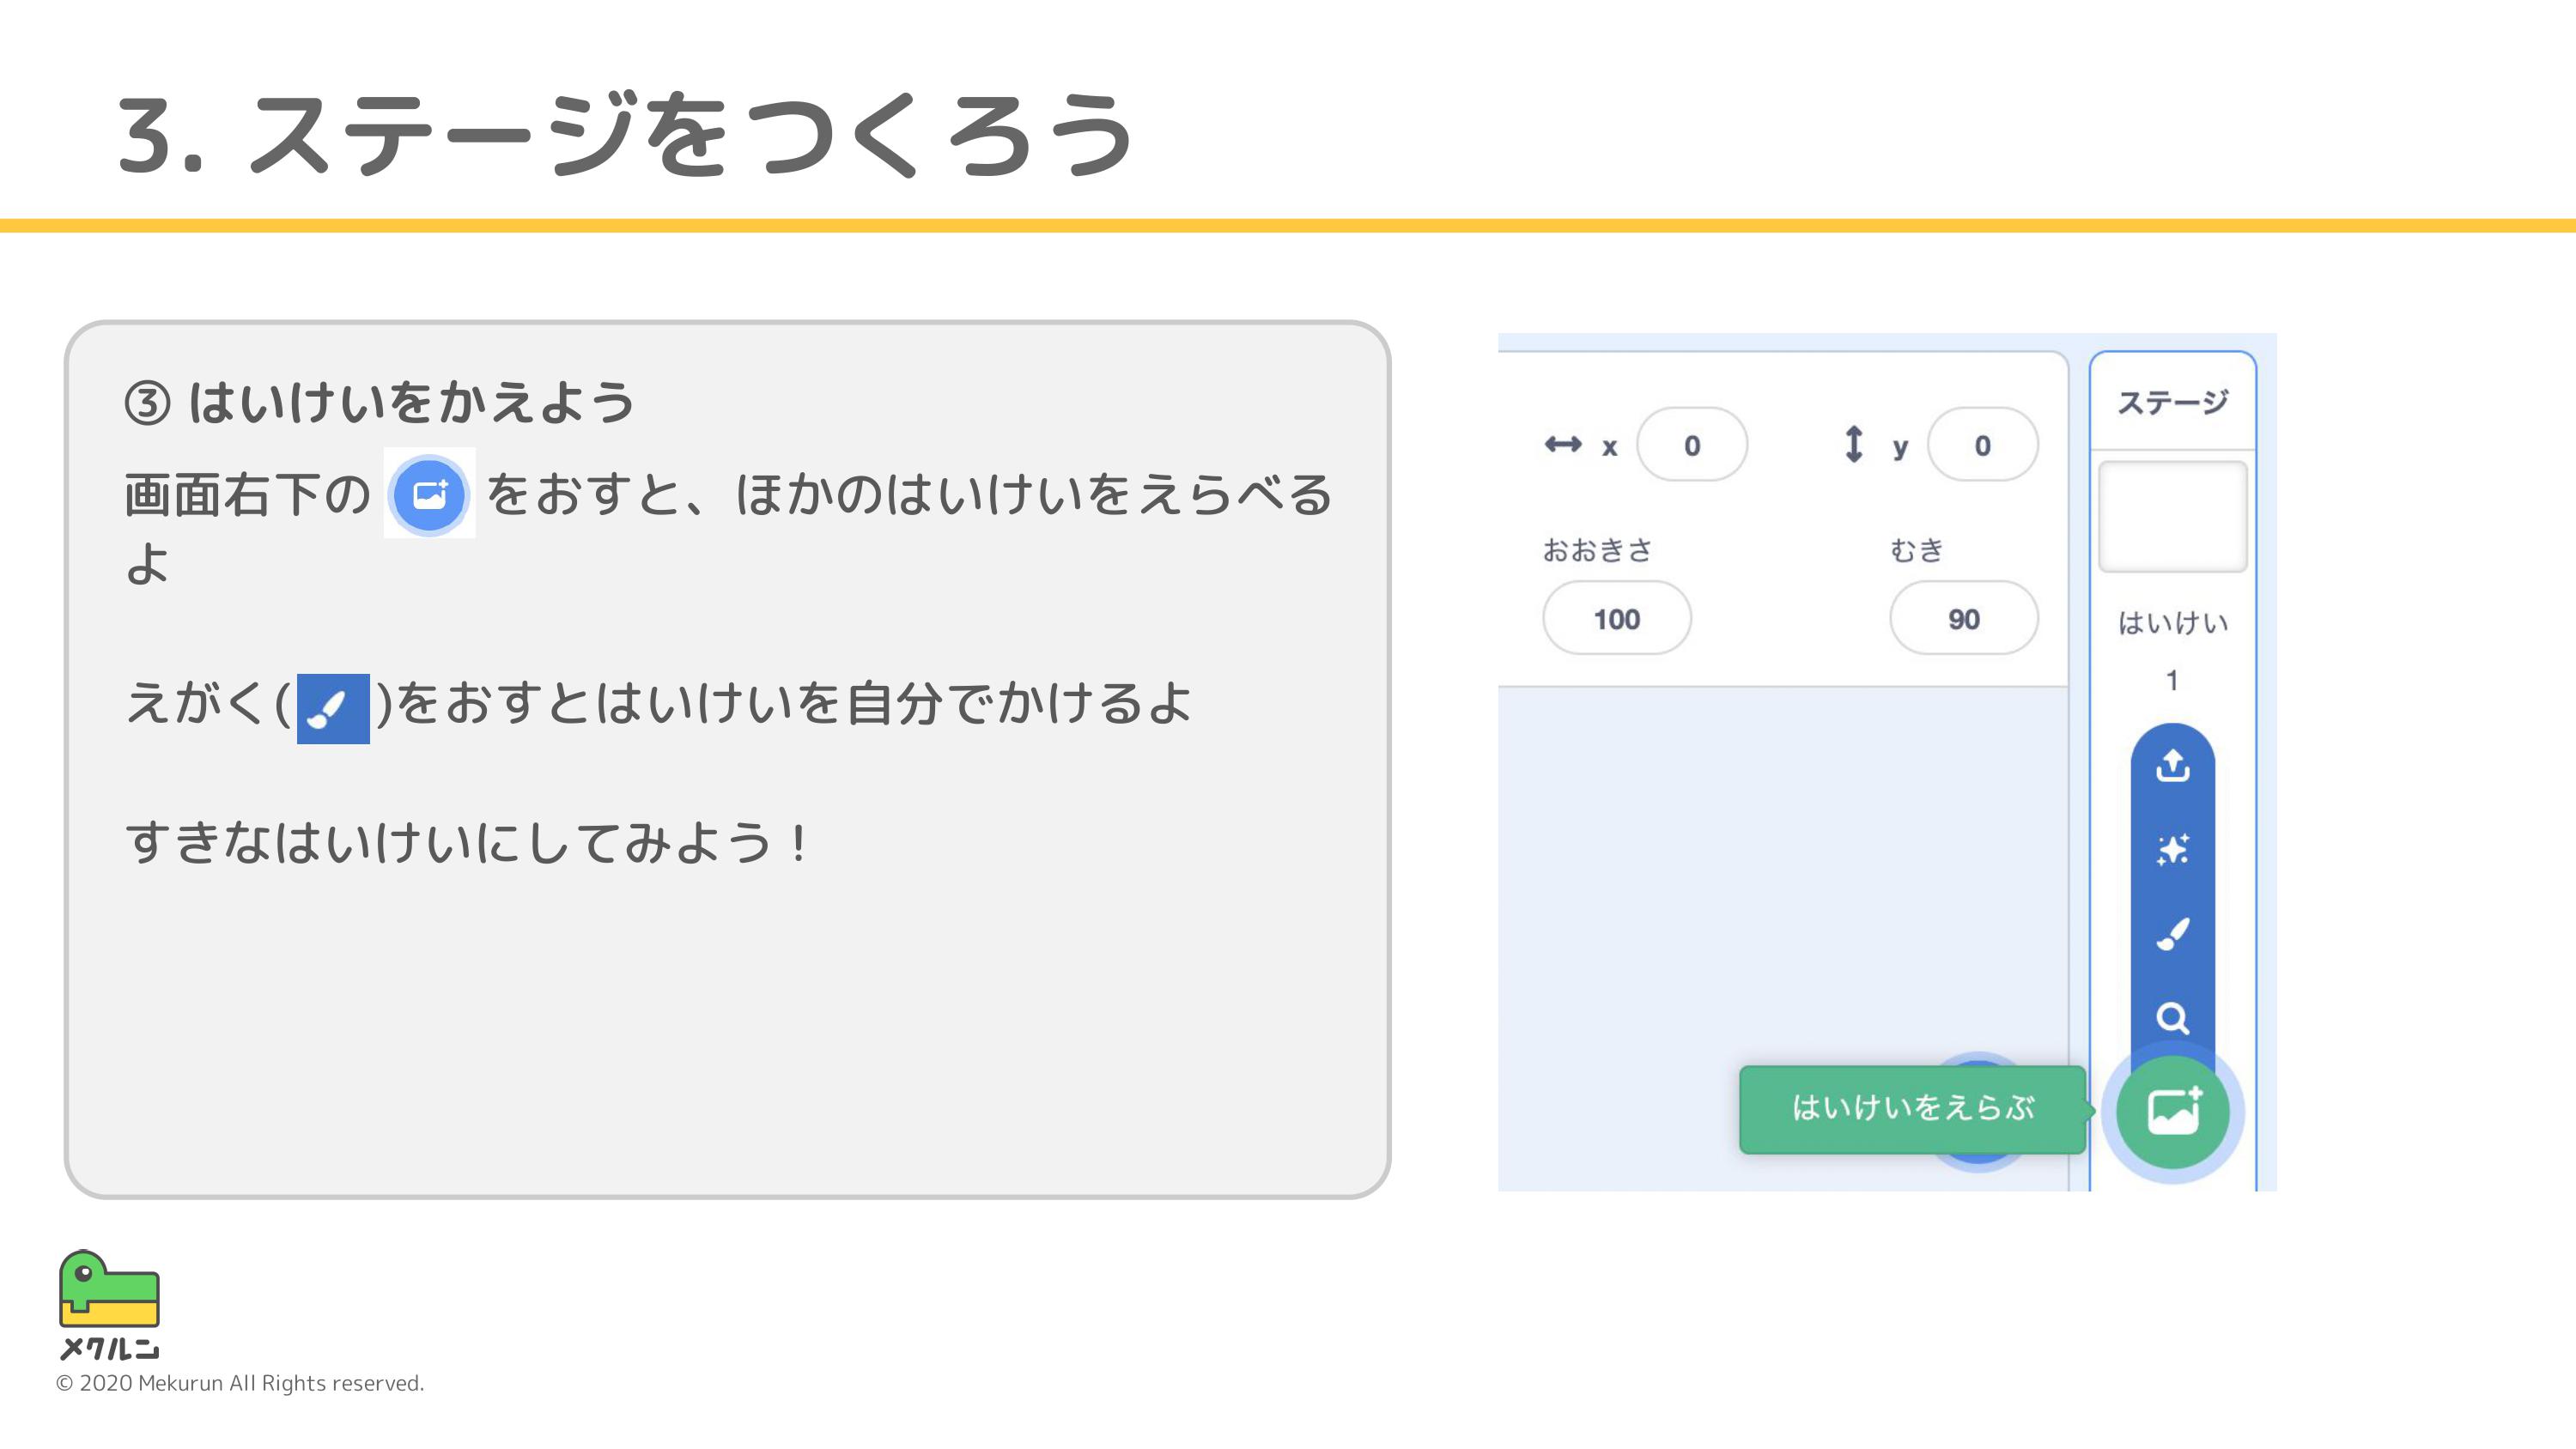 3. ステージをつくろう
③ はいけいをかえよう
画面右下の をおすと、ほかのはいけいをえらべる
よ
えがく( )をおすとはいけいを自分でかけるよ
すきなはいけいにしてみよう！
x 0 y 0
おおきさ むき
100 90
ステージ
はいけい
1
はいけいをえらぶ
メクルン
© 2020 Mekurun All Rights reserved.